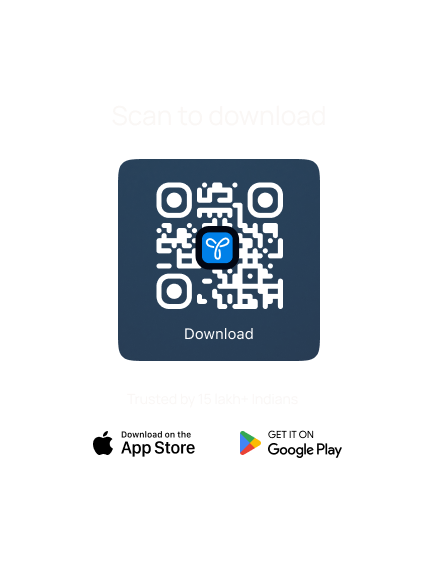 Scan to download
Download
Trusted by 15 lakh+ Indians
Download on the
App Store
GET IT ON
Google Play